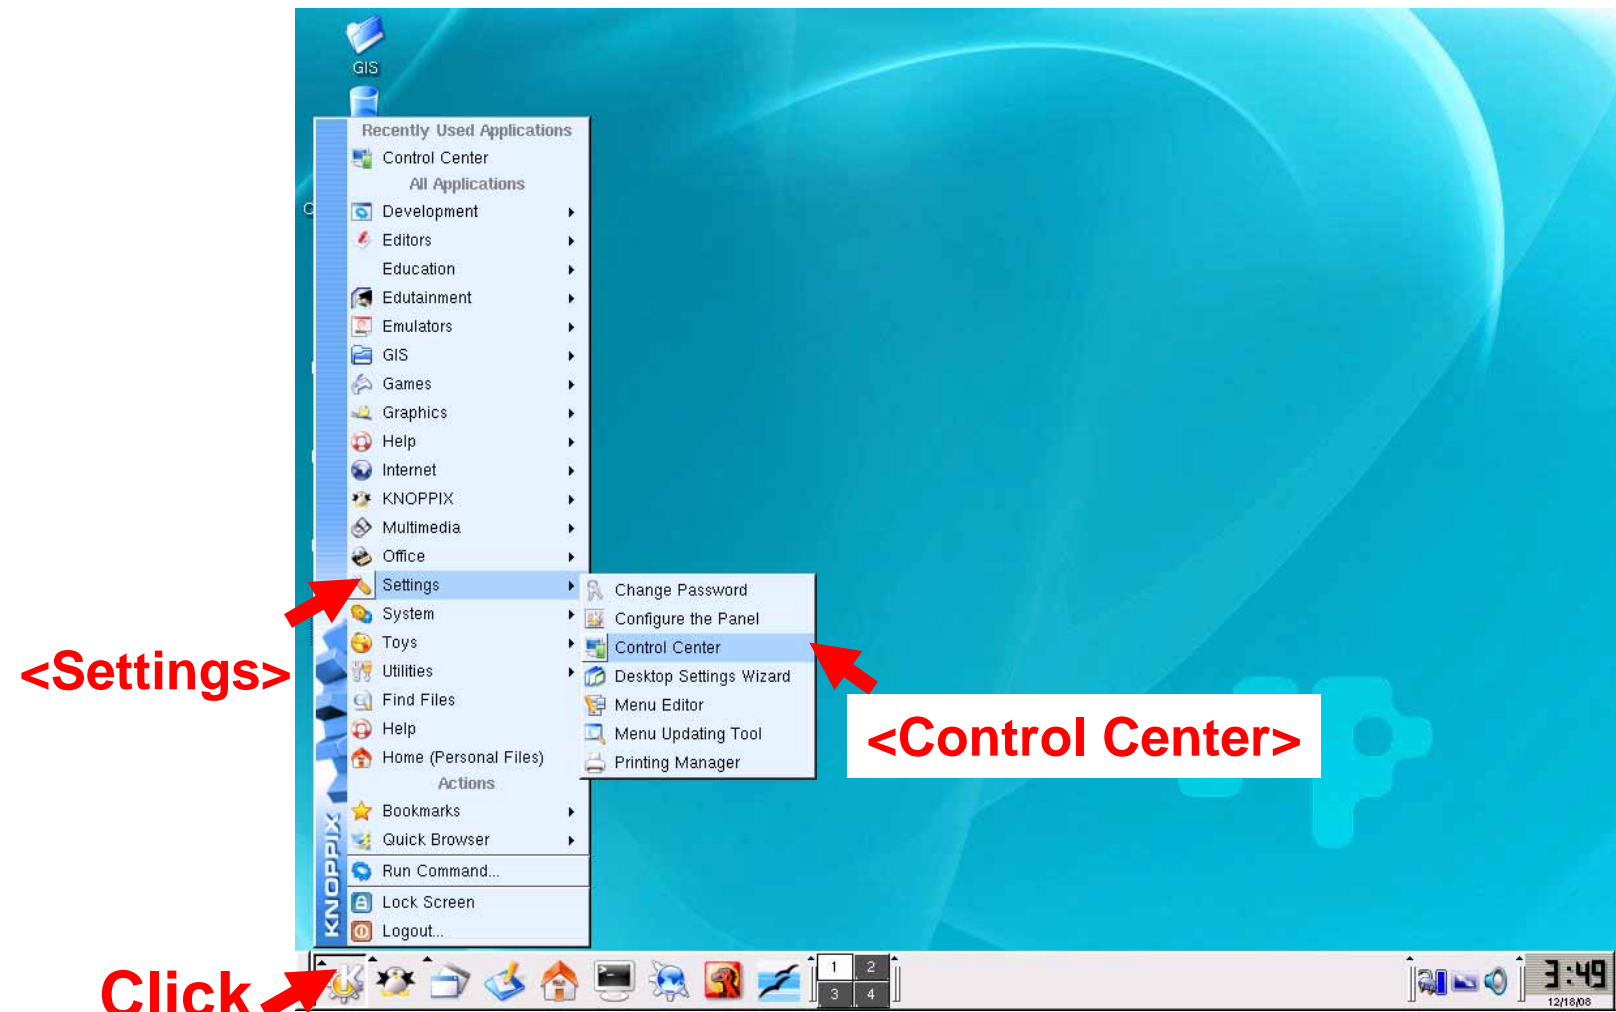 GIS
Recently Used Applications
Control Center
All Applications
Development
Editors
Education
Edutainment
Emulators
GIS
Games
Graphics
Help
Internet
KNOPPIX
Multimedia
Office
Settings
System
Toys
Utilities
Find Files
Help
Home (Personal Files)
Actions
Bookmarks
Quick Browser
Run Command...
Lock Screen
Logout...
KNOPPIX
Change Password
Configure the Panel
Control Center
Desktop Settings Wizard
Menu Editor
Menu Updating Tool
Printing Manager
<Settings>
<Control Center>
Click
1 2
3 4
3:49
12/18/08